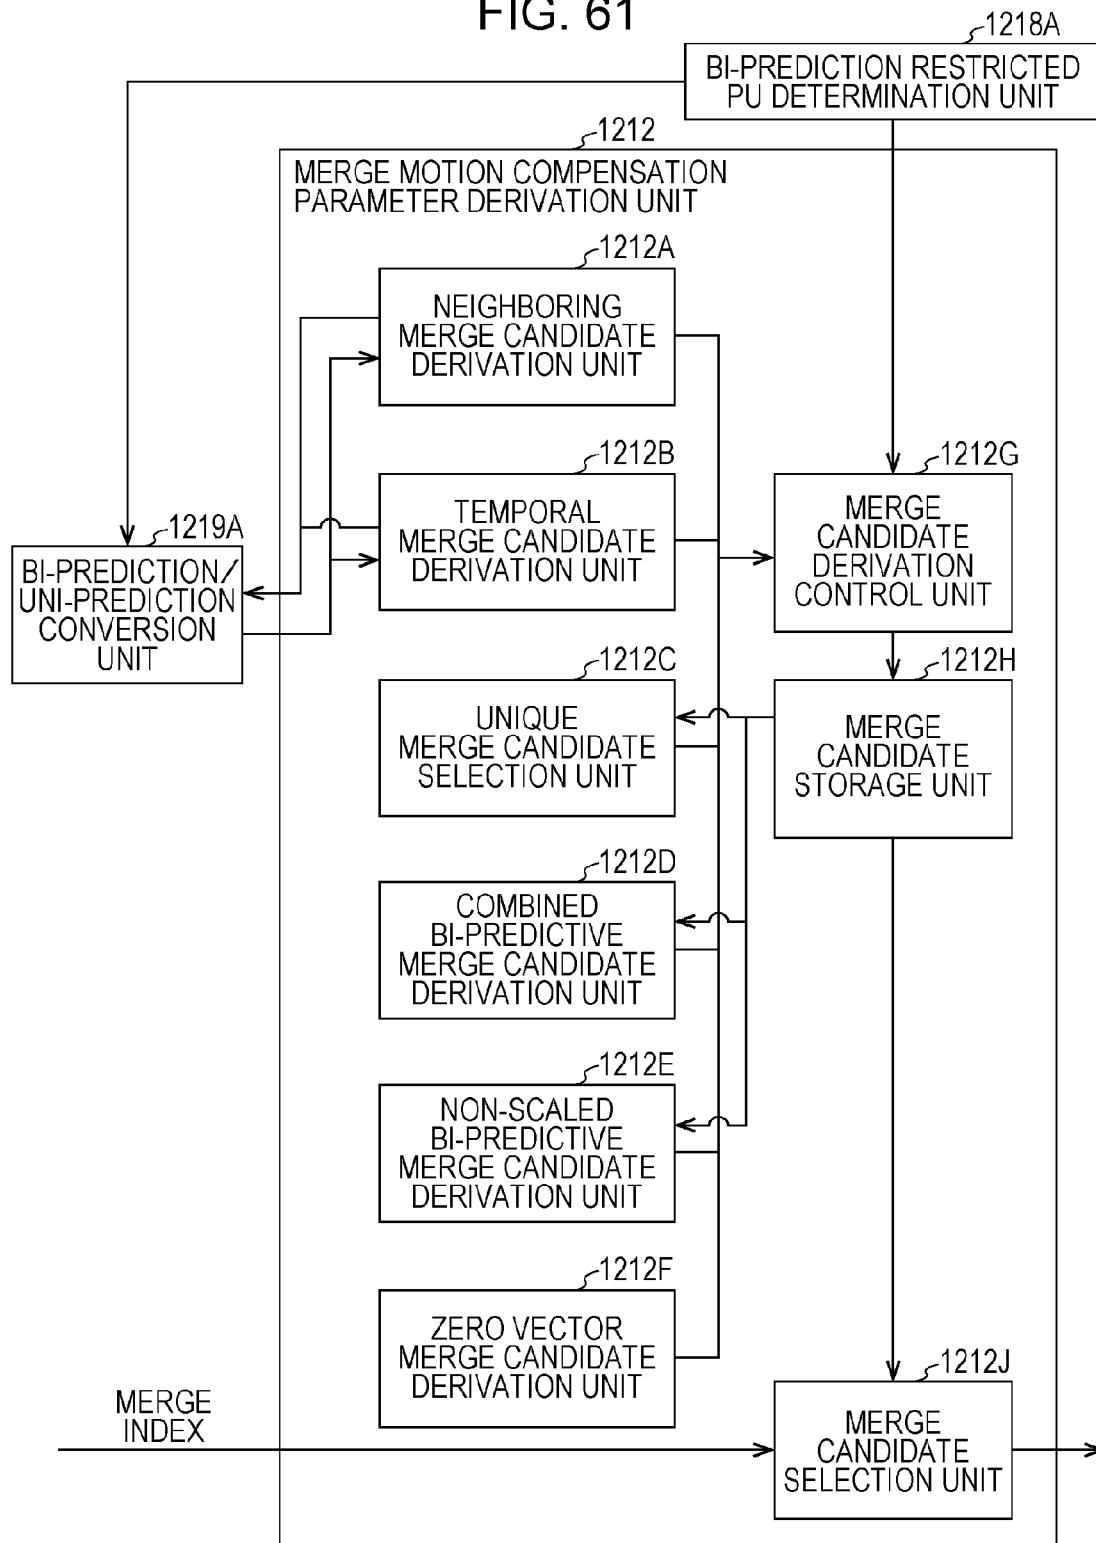 FIG. 61
1218A
BI-PREDICTION RESTRICTED
PU DETERMINATION UNIT
1212
MERGE MOTION COMPENSATION
PARAMETER DERIVATION UNIT
1212A
NEIGHBORING
MERGE CANDIDATE
DERIVATION UNIT
1212B
TEMPORAL
MERGE CANDIDATE
DERIVATION UNIT
1212G
MERGE
CANDIDATE
DERIVATION
CONTROL UNIT
1219A
BI-PREDICTION/
UNI-PREDICTION
CONVERSION
UNIT
1212C
UNIQUE
MERGE CANDIDATE
SELECTION UNIT
1212H
MERGE
CANDIDATE
STORAGE UNIT
1212D
COMBINED
BI-PREDICTIVE
MERGE CANDIDATE
DERIVATION UNIT
1212E
NON-SCALED
BI-PREDICTIVE
MERGE CANDIDATE
DERIVATION UNIT
1212F
ZERO VECTOR
MERGE CANDIDATE
DERIVATION UNIT
MERGE
INDEX
1212J
MERGE
CANDIDATE
SELECTION UNIT